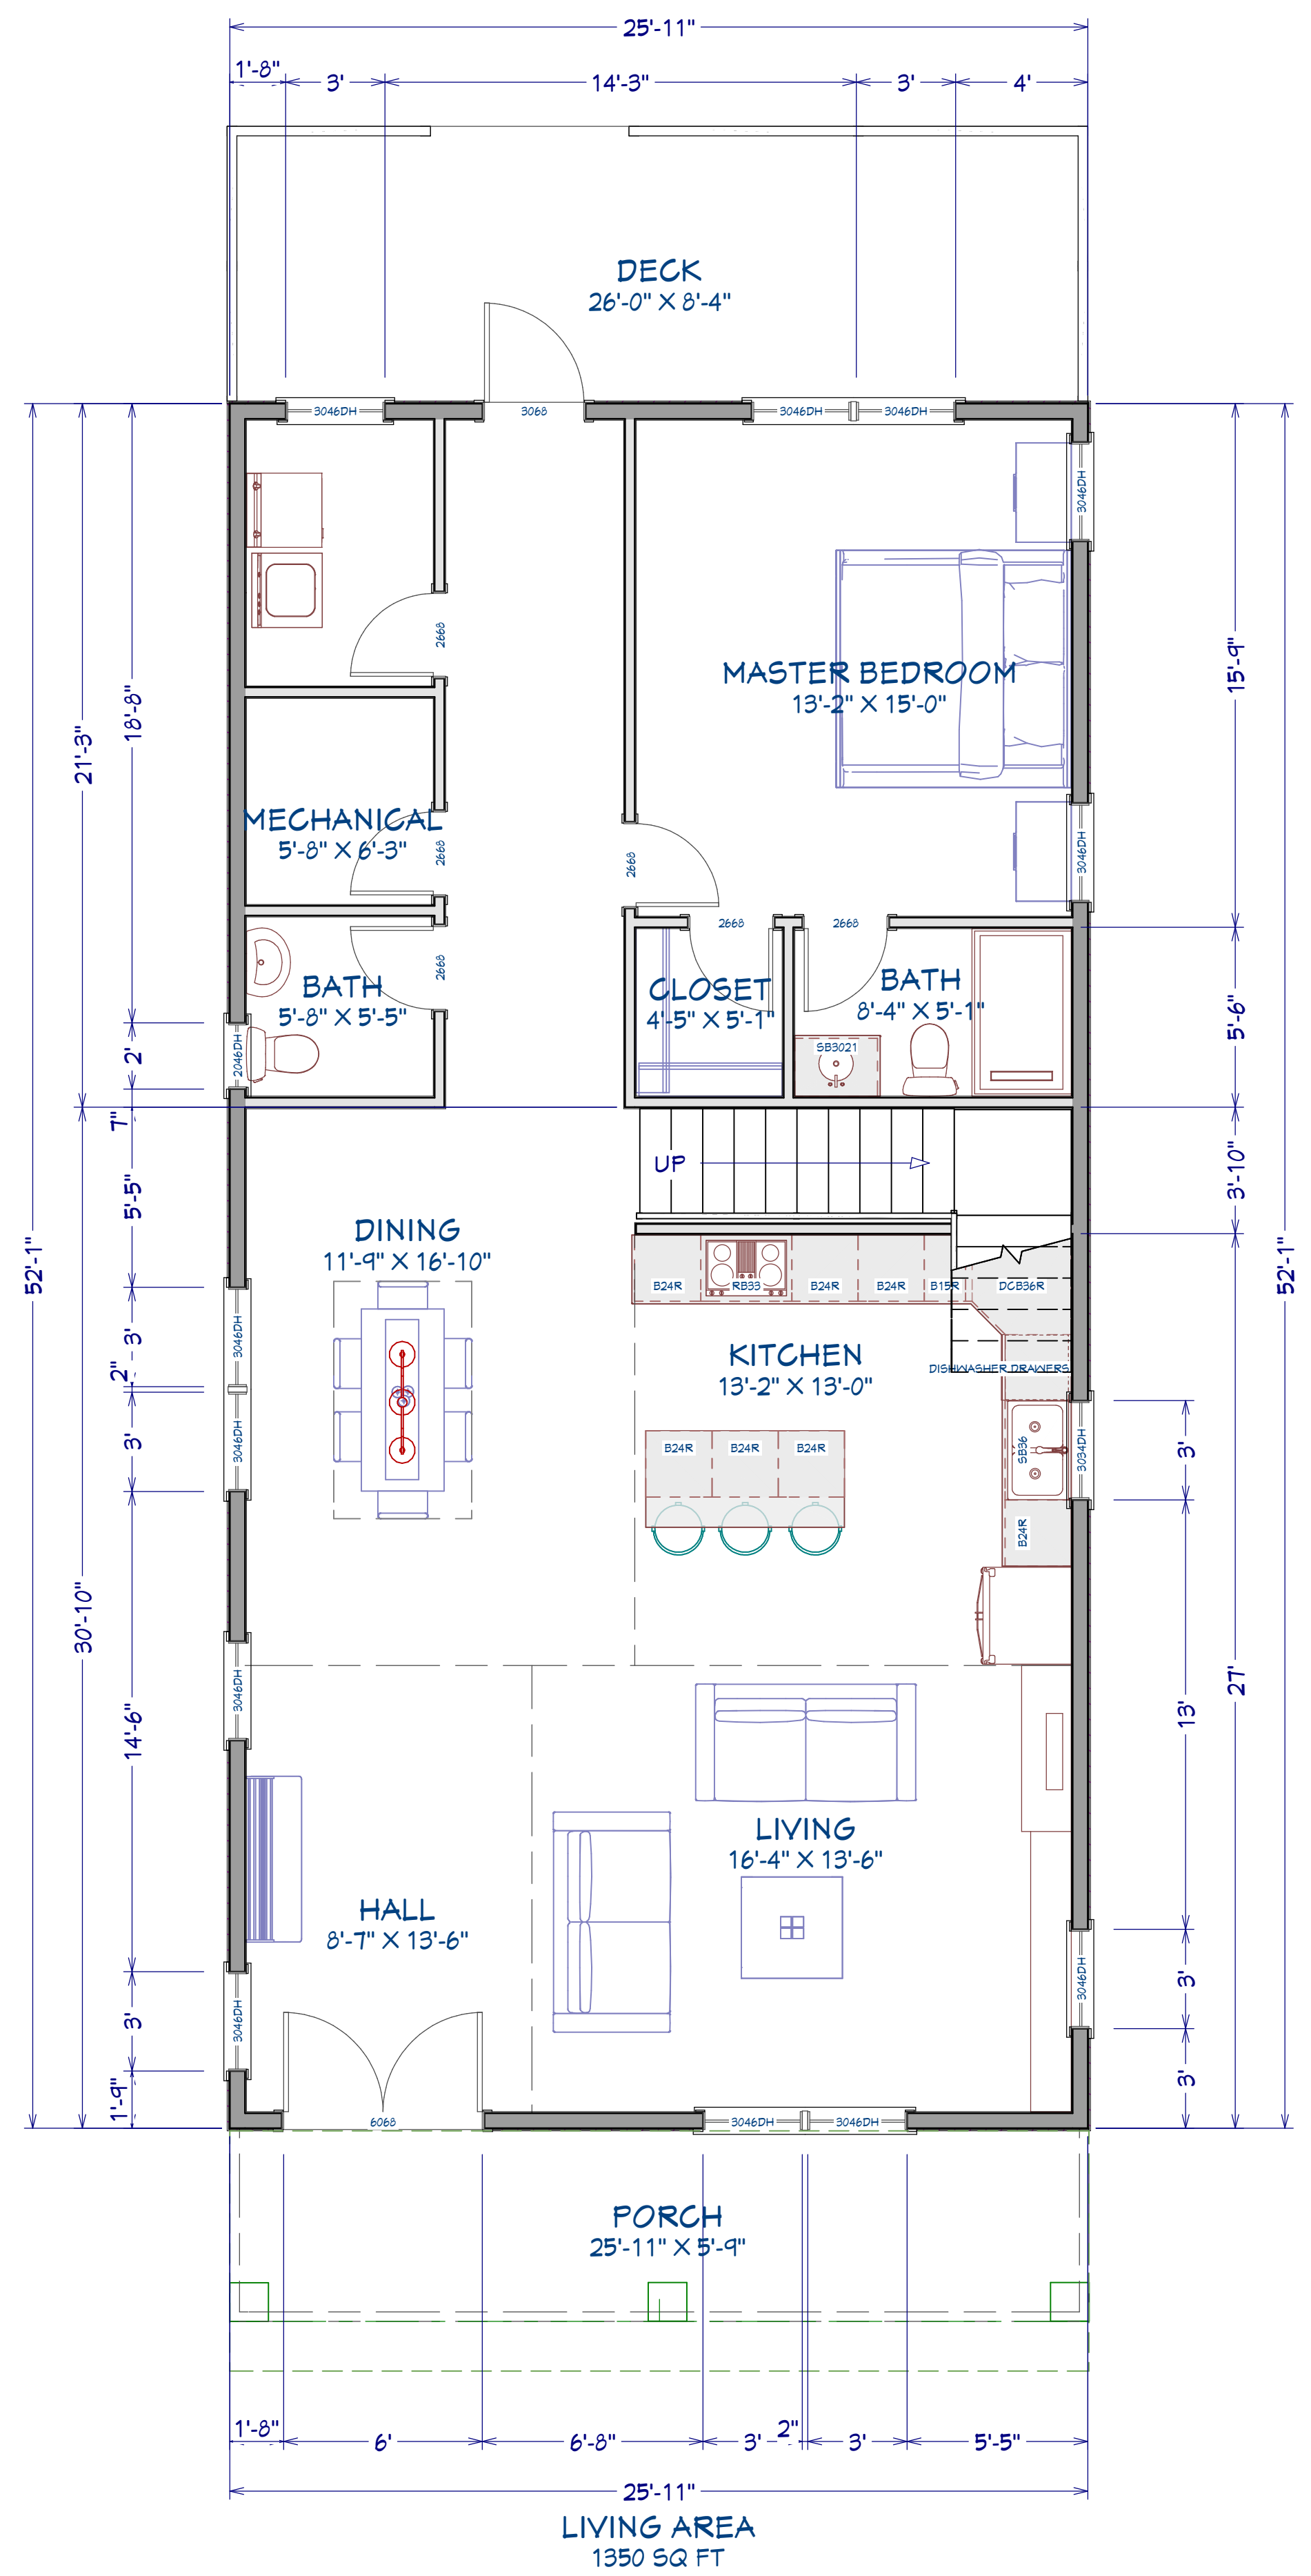 25'-11"
1'-8"
3'
14'-3"
3'
4'
DECK
26'-0" X 8'-4"
3046DH
3068
3046DH
3046DH
3046DH
2668
18'-8"
21'-3"
15'-9"
MASTER BEDROOM
13'-2" X 15'-0"
MECHANICAL
5'-8" X 6'-3"
2668
2668
3046DH
2668
2668
2668
BATH
5'-8" X 5'-5"
CLOSET
4'-5" X 5'-1"
BATH
8'-4" X 5'-1"
5'-6"
2'
2046DH
SB3021
7"
UP
5'-5"
3'-10"
DINING
11'-9" X 16'-10"
52'-1"
52'-1"
B24R
RB33
B24R
B24R
B15R
DCB36R
3'
3046DH
KITCHEN
13'-2" X 13'-0"
DISHWASHER DRAWERS
2"
3'
3046DH
B24R
B24R
B24R
SB36
3034DH
3'
B24R
30'-10"
3046DH
27'
14'-6"
13'
LIVING
16'-4" X 13'-6"
HALL
8'-7" X 13'-6"
3'
3046DH
3046DH
3'
3'
1'-9"
6068
3046DH
3046DH
PORCH
25'-11" X 5'-9"
1'-8"
6'
6'-8"
3'
2"
3'
5'-5"
25'-11"
LIVING AREA
1350 SQ FT